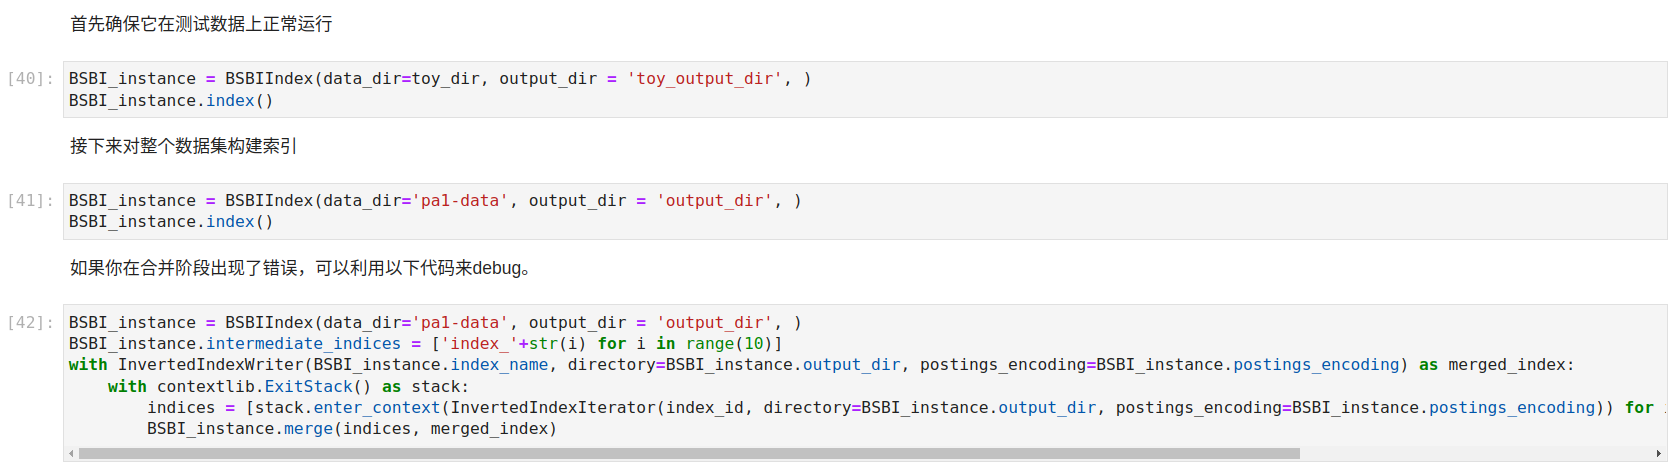 首先确保它在测试数据上正常运行
[40]: BSBI_instance = BSBIIndex(data_dir=toy_dir, output_dir = 'toy_output_dir', )
BSBI_instance.index()
接下来对整个数据集构建索引
[41]: BSBI_instance = BSBIIndex(data_dir='pa1-data', output_dir = 'output_dir', )
BSBI_instance.index()
如果你在合并阶段出现了错误，可以利用以下代码来debug。
[42]: BSBI_instance = BSBIIndex(data_dir='pa1-data', output_dir = 'output_dir', )
BSBI_instance.intermediate_indices = ['index_'+str(i) for i in range(10)]
with InvertedIndexWriter(BSBI_instance.index_name, directory=BSBI_instance.output_dir, postings_encoding=BSBI_instance.postings_encoding) as merged_index:
    with contextlib.ExitStack() as stack:
        indices = [stack.enter_context(InvertedIndexIterator(index_id, directory=BSBI_instance.output_dir, postings_encoding=BSBI_instance.postings_encoding)) for
        BSBI_instance.merge(indices, merged_index)